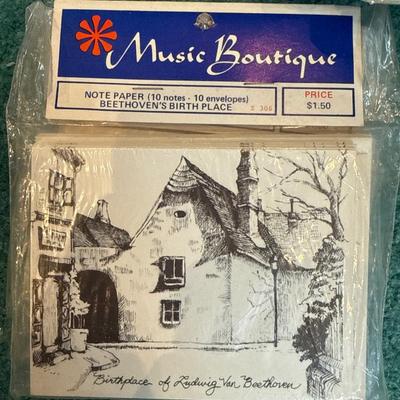 Music Boutique
NOTE PAPER (10 notes - 10 envelopes)
BEETHOVEN'S BIRTH PLACE
S 306
PRICE
$1.50
Birthplace of Ludwig Van Beethoven